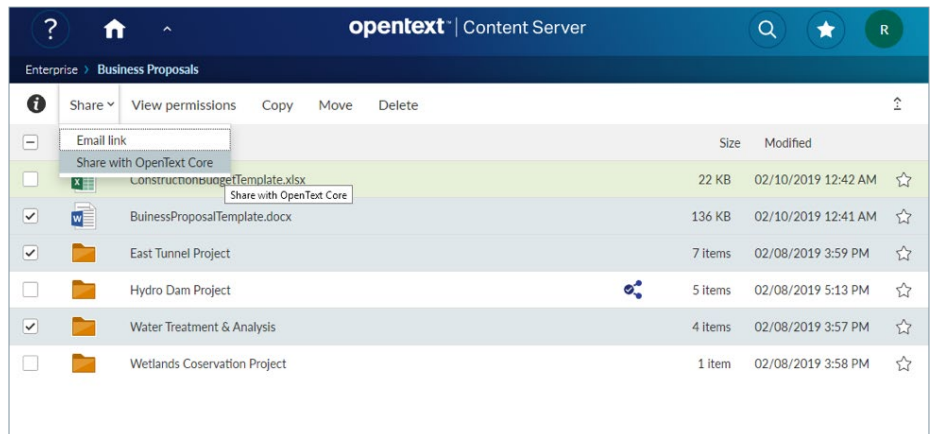 ? opentext™ | Content Server R
Enterprise > Business Proposals
i Share View permissions Copy Move Delete
Email link
Size Modified
Share with OpenText Core
ConstructionBudgetTemplate.xlsx 22 KB 02/10/2019 12:42 AM
Share with OpenText Core
BuinessProposalTemplate.docx 136 KB 02/10/2019 12:41 AM
East Tunnel Project 7 items 02/08/2019 3:59 PM
Hydro Dam Project 5 items 02/08/2019 5:13 PM
Water Treatment & Analysis 4 items 02/08/2019 3:57 PM
Wetlands Coservation Project 1 item 02/08/2019 3:58 PM